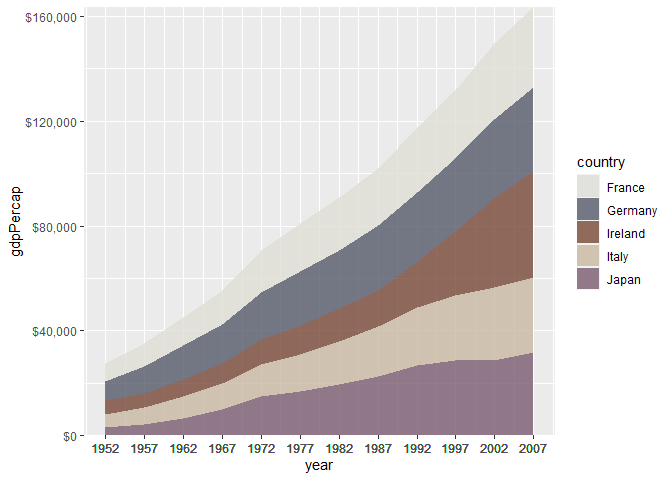 $160,000
$120,000
$80,000
$40,000
$0
gdpPercap
1952 1957 1962 1967 1972 1977 1982 1987 1992 1997 2002 2007
year
country
France
Germany
Ireland
Italy
Japan